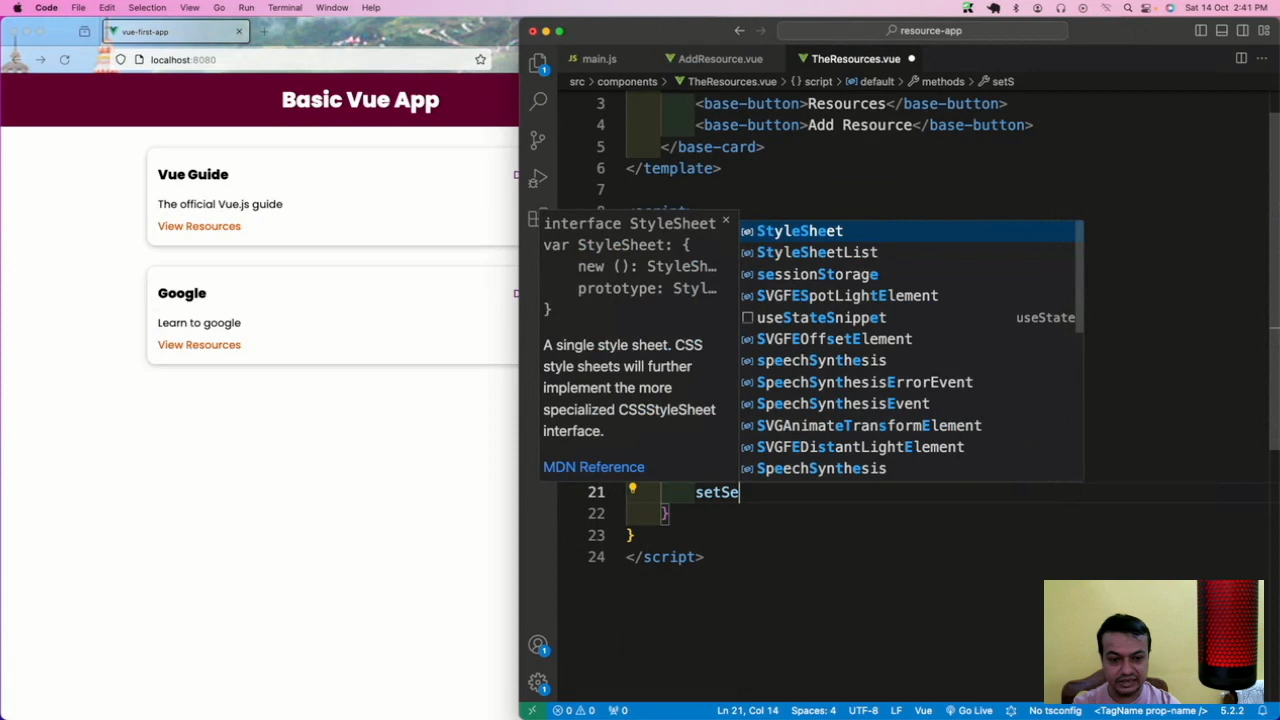 Code File Edit Selection View Go Run Terminal Window Help
Sat 14 Oct 2:41 PM
vue-first-app
localhost:8080
Basic Vue App
Vue Guide
The official Vue.js guide
View Resources
Google
Learn to google
View Resources
resource-app
main.js AddResource.vue TheResources.vue
src components TheResources.vue {} script default methods setS
3 <base-button>Resources</base-button>
4 <base-button>Add Resource</base-button>
5 </base-card>
6 </template>
7
interface StyleSheet
var StyleSheet: {
new (): StyleSh…
prototype: Styl…
}
A single style sheet. CSS
style sheets will further
implement the more
specialized CSSStyleSheet
interface.
MDN Reference
StyleSheet
StyleSheetList
sessionStorage
SVGFESpotLightElement
useStateSnippet useState
SVGFEOffsetElement
speechSynthesis
SpeechSynthesisErrorEvent
SpeechSynthesisEvent
SVGAnimateTransformElement
SVGFEDistantLightElement
SpeechSynthesis
21 setSe
22 }
23 }
24 </script>
0 0 0 Ln 21, Col 14 Spaces: 4 UTF-8 LF Vue Go Live No tsconfig <TagName prop-name /> 5.2.2